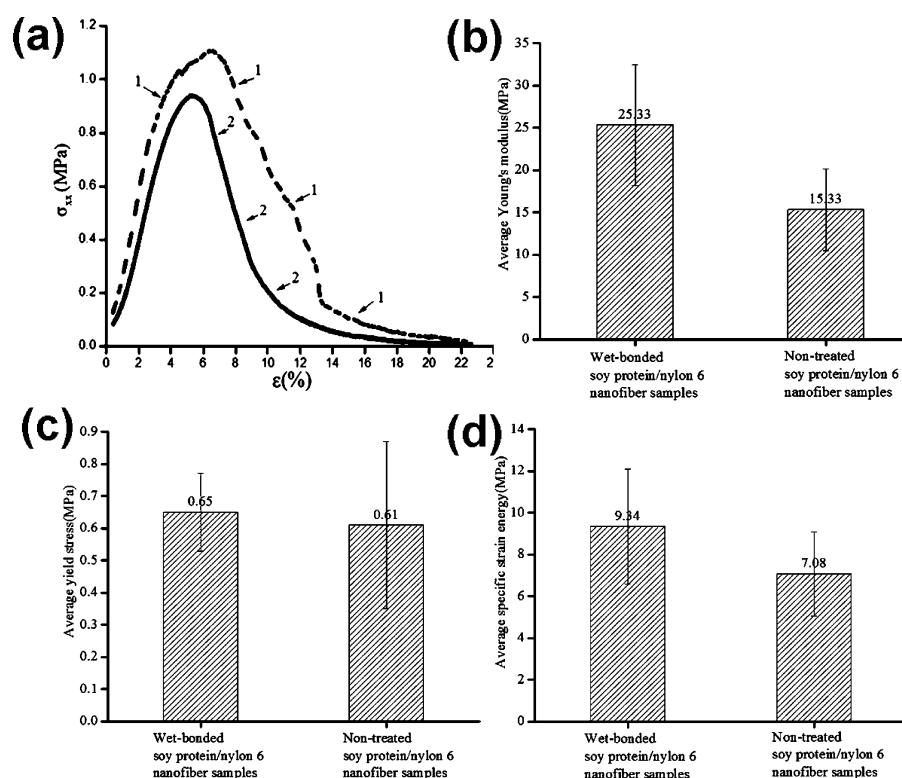 (a)
σxx (MPa)
1.2
1.0
0.8
0.6
0.4
0.2
0.0
1
1
2
1
2
2
1
0 2 4 6 8 10 12 14 16 18 20 22 2
ε(%)
(b)
Average Young's modulus(MPa)
35
30
25
20
15
10
5
0
25.33
15.33
Wet-bonded
soy protein/nylon 6
nanofiber samples
Non-treated
soy protein/nylon 6
nanofiber samples
(c)
Average yield stress(MPa)
0.9
0.8
0.7
0.6
0.5
0.4
0.3
0.2
0.1
0.0
0.65
0.61
Wet-bonded
soy protein/nylon 6
nanofiber samples
Non-treated
soy protein/nylon 6
nanofiber samples
(d)
Average specific strain energy(MPa)
14
12
10
8
6
4
2
0
9.34
7.08
Wet-bonded
soy protein/nylon 6
nanofiber samples
Non-treated
soy protein/nylon 6
nanofiber samples